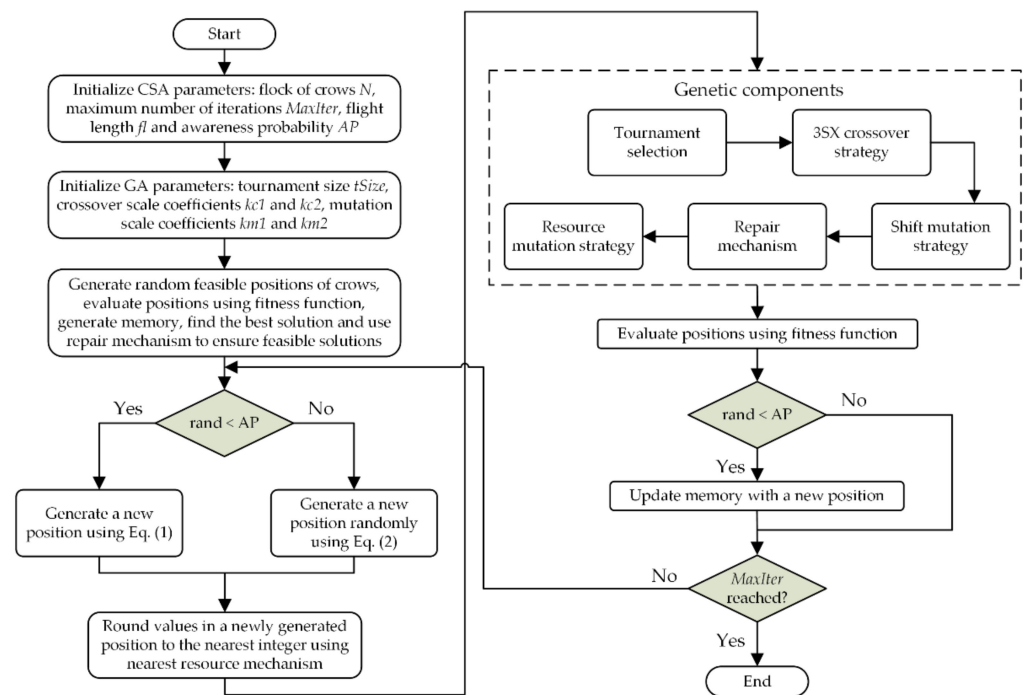 Start
Initialize CSA parameters: flock of crows N,
maximum number of iterations MaxIter, flight
length fl and awareness probability AP
Initialize GA parameters: tournament size tSize,
crossover scale coefficients kc1 and kc2, mutation
scale coefficients km1 and km2
Generate random feasible positions of crows,
evaluate positions using fitness function,
generate memory, find the best solution and use
repair mechanism to ensure feasible solutions
rand < AP
Yes
No
Generate a new
position using Eq. (1)
Generate a new
position randomly
using Eq. (2)
Round values in a newly generated
position to the nearest integer using
nearest resource mechanism
Genetic components
Tournament
selection
3SX crossover
strategy
Shift mutation
strategy
Repair
mechanism
Resource
mutation strategy
Evaluate positions using fitness function
rand < AP
No
Yes
Update memory with a new position
MaxIter
reached?
No
Yes
End